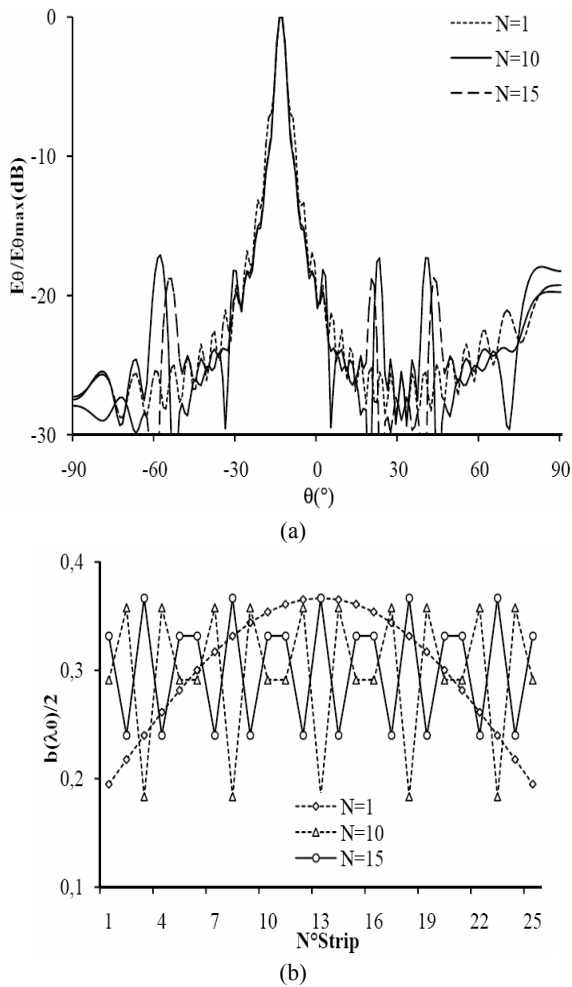 0
-10
-20
-30
Eθ/Eθmax(dB)
N=1
N=10
N=15
-90
-60
-30
0
30
60
90
θ(°)
(a)
0,4
0,3
0,2
0,1
b(λ0)/2
N=1
N=10
N=15
1
4
7
10
13
16
19
22
25
N°Strip
(b)